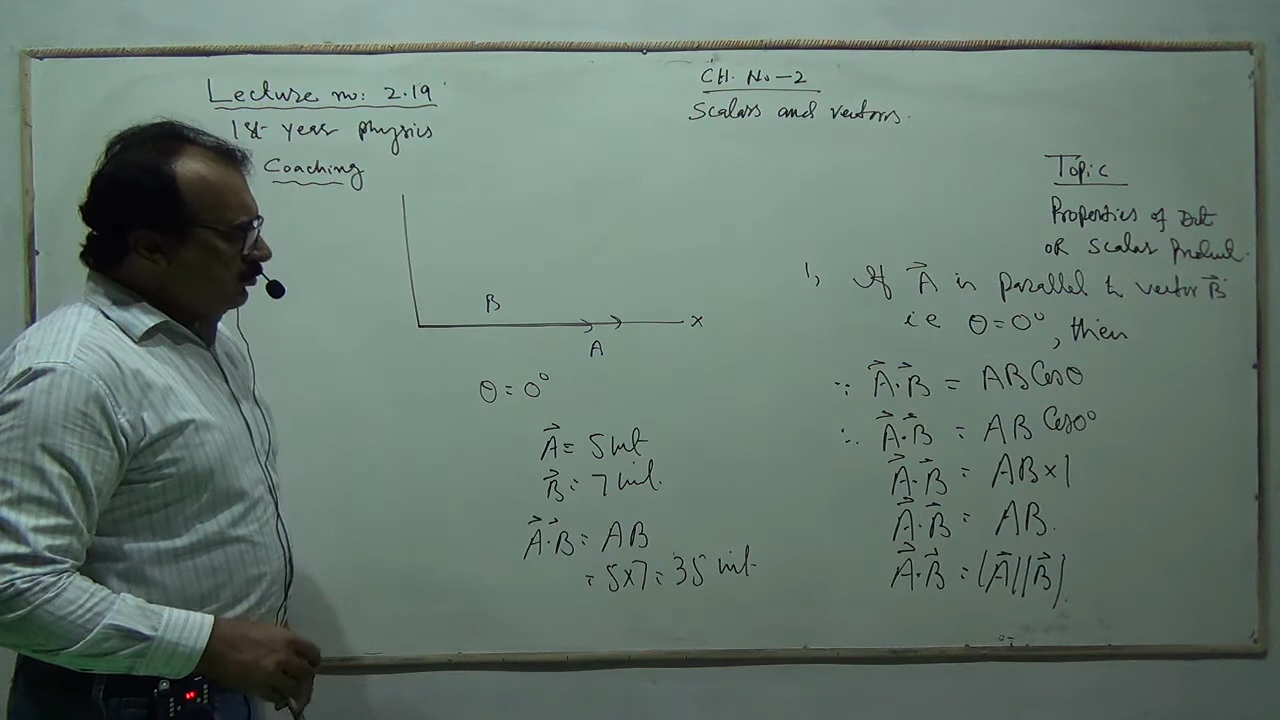 Lecture no: 2.19
1st year physics
Coaching
CH. No-2
Scalars and vectors.
Topic
Properties of Dot
OR Scalar Product.
1, If A⃗ is parallel to vector B⃗
ie θ=0°, then
∵ A⃗.B⃗ = AB Cosθ
∴ A⃗.B⃗ = AB Cos0°
A⃗.B⃗ = AB×1
A⃗.B⃗ = AB.
A⃗.B⃗ = |A⃗||B⃗|
B
x
A
θ = 0°
A⃗ = 5 unit
B⃗ = 7 unit.
A⃗.B⃗ = AB
= 5×7 = 35 unit.